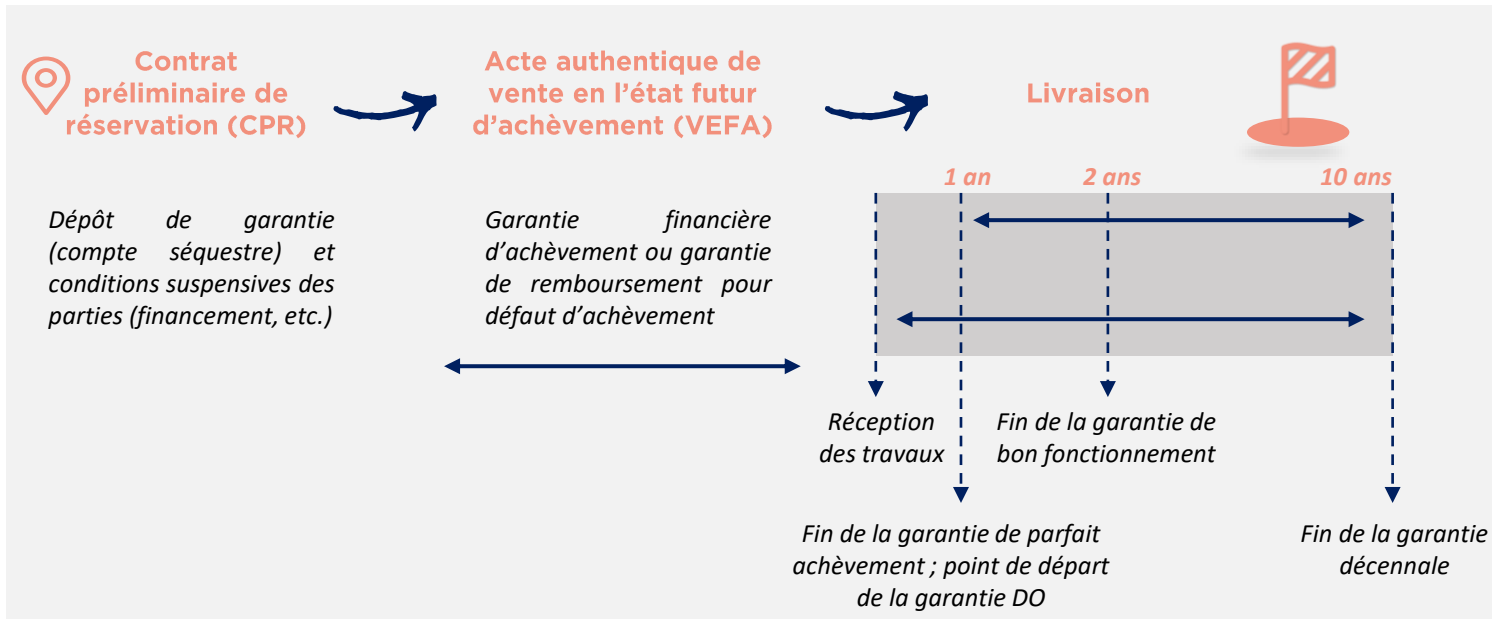 Contrat
préliminaire de
réservation (CPR)
Acte authentique de
vente en l'état futur
d'achèvement (VEFA)
Livraison
1 an
2 ans
10 ans
Dépôt de garantie
(compte séquestre) et
conditions suspensives des
parties (financement, etc.)
Garantie financière
d'achèvement ou garantie
de remboursement pour
défaut d'achèvement
Réception
des travaux
Fin de la garantie de
bon fonctionnement
Fin de la garantie de parfait
achèvement ; point de départ
de la garantie DO
Fin de la garantie
décennale